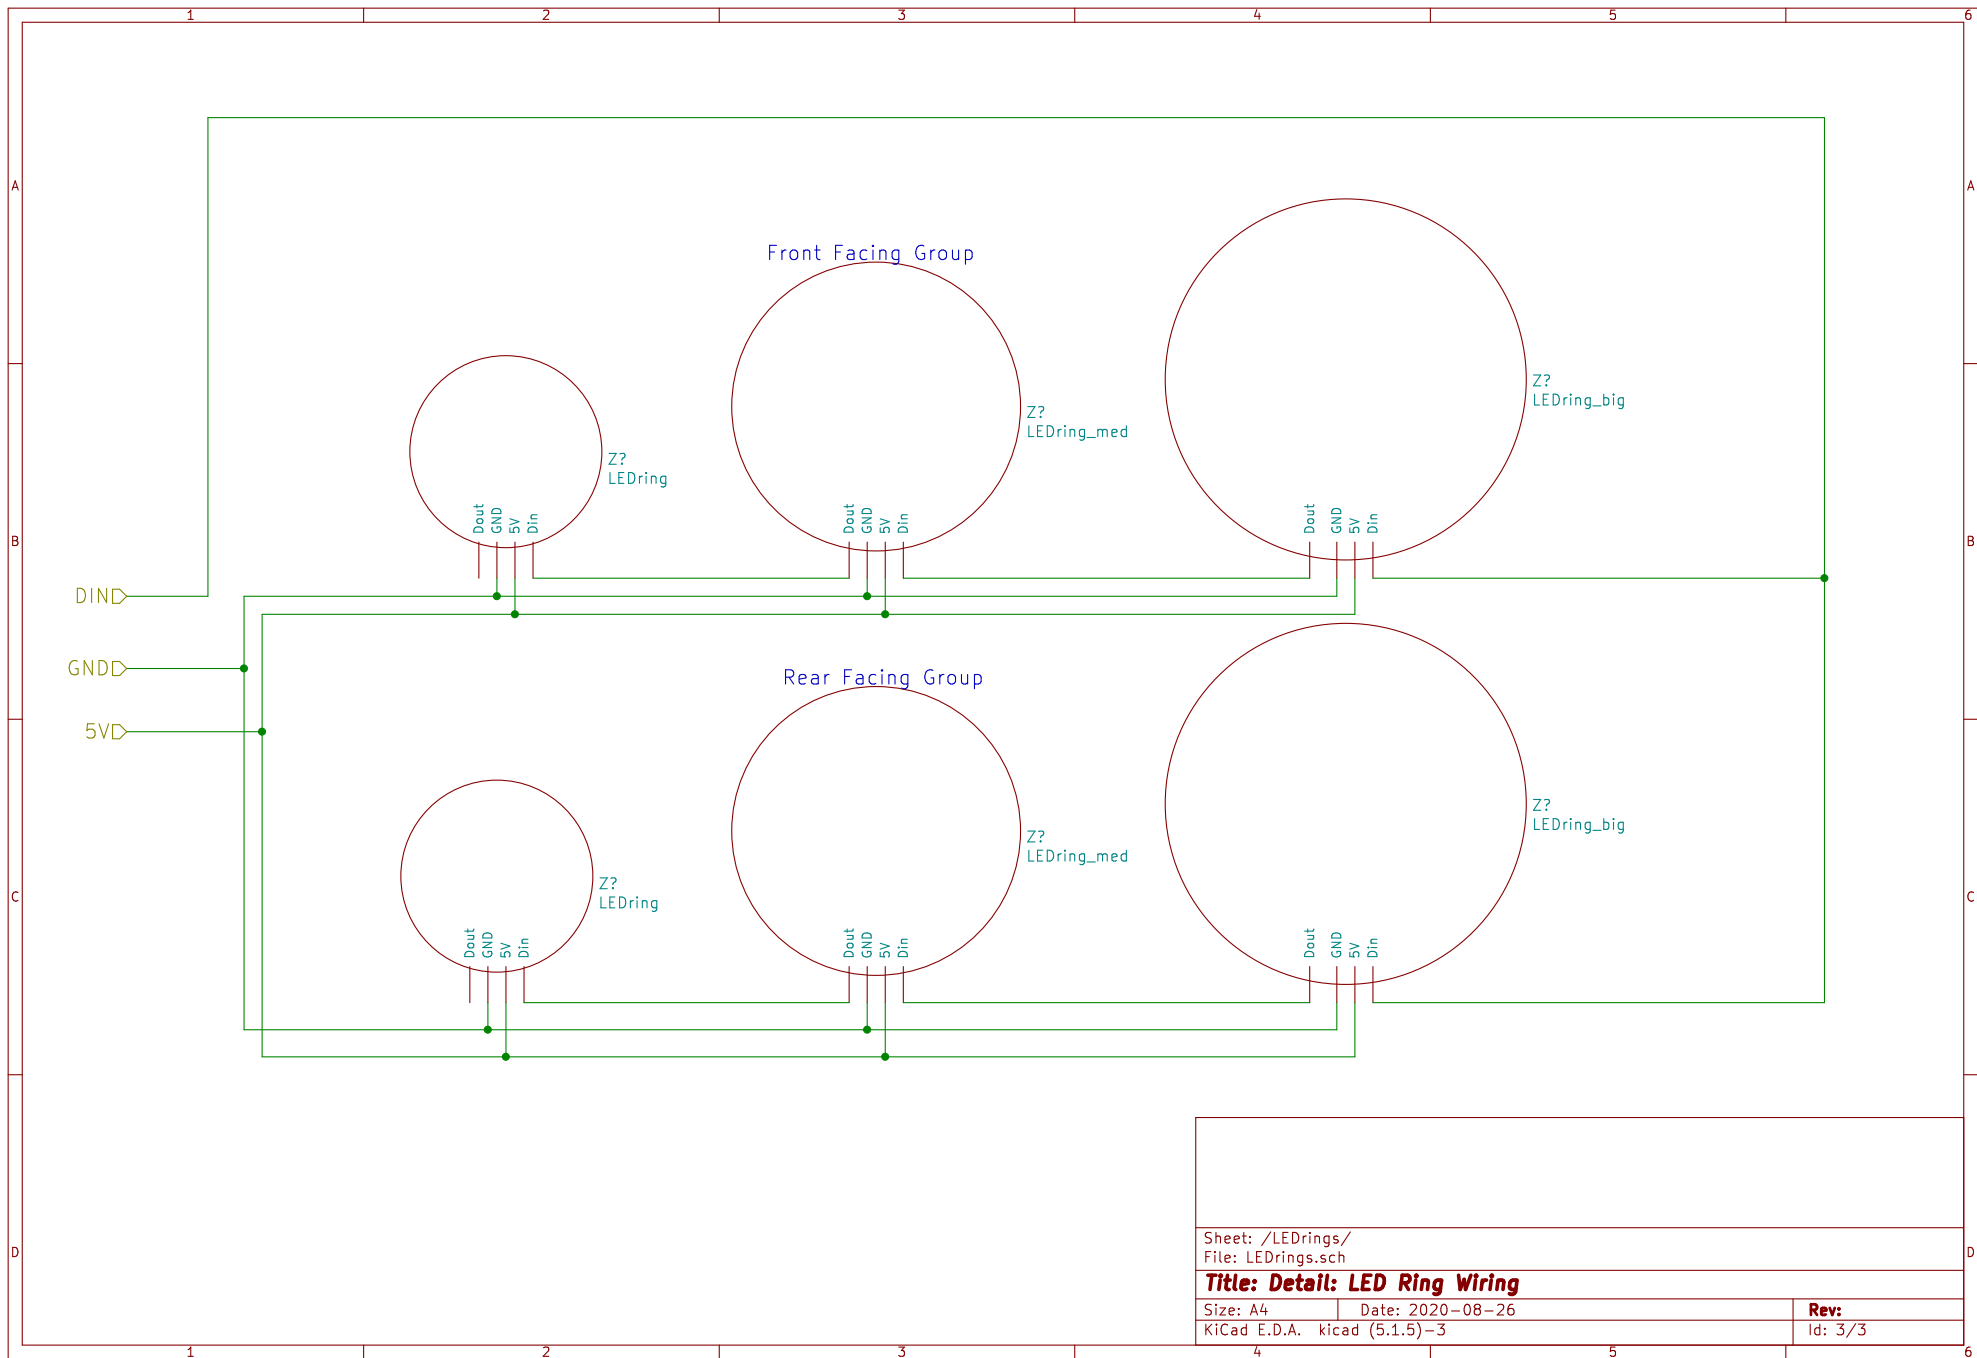 1 2 3 4 5 6
A A
Front Facing Group
Z?
LEDring_big
Z?
LEDring_med
Z?
LEDring
Dout GND 5V Din
Dout GND 5V Din
Dout GND 5V Din
B B
DIN
GND
5V
Rear Facing Group
Z?
LEDring_big
Z?
LEDring_med
Z?
LEDring
C C
Dout GND 5V Din
Dout GND 5V Din
Dout GND 5V Din
Sheet: /LEDrings/
File: LEDrings.sch
D D
Title: Detail: LED Ring Wiring
Size: A4 Date: 2020-08-26 Rev:
KiCad E.D.A. kicad (5.1.5)-3 Id: 3/3
1 2 3 4 5 6